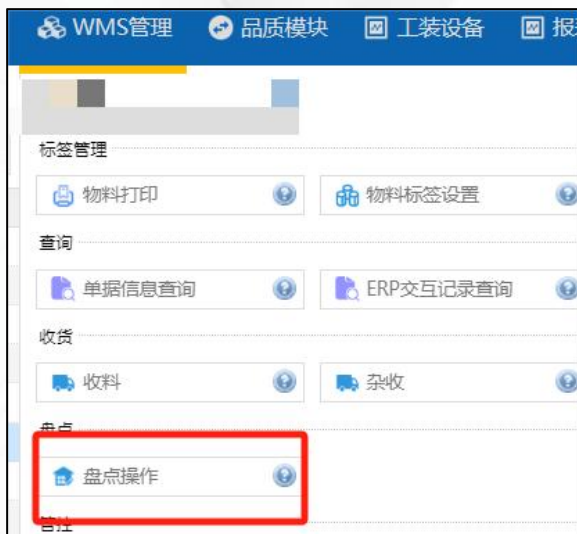 WMS管理 品质模块 工装设备 报
标签管理
物料打印 物料标签设置
查询
单据信息查询 ERP交互记录查询
收货
收料 杂收
盘点
盘点操作